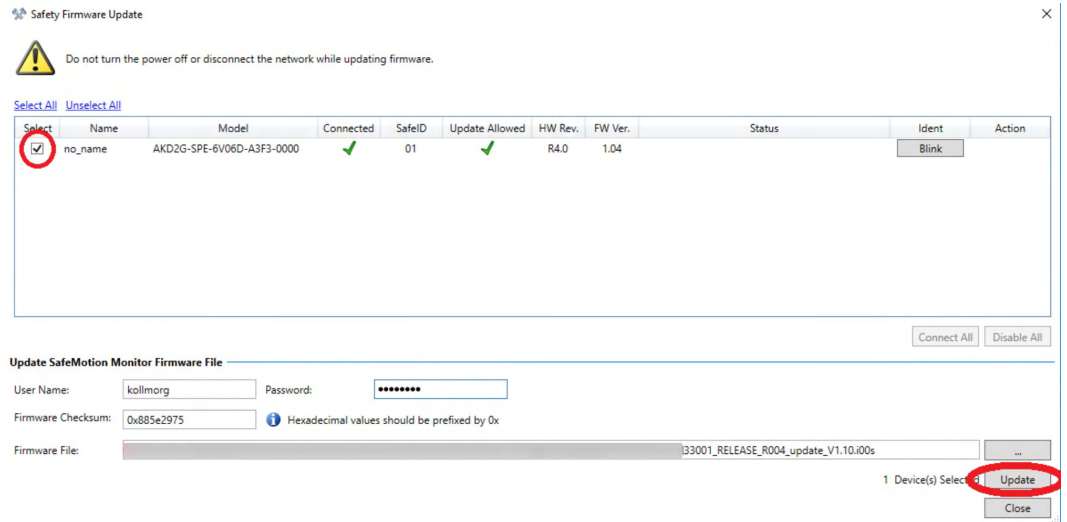 Safety Firmware Update
Do not turn the power off or disconnect the network while updating firmware.
Select All Unselect All
Select Name Model Connected SafeID Update Allowed HW Rev. FW Ver. Status Ident Action
no_name AKD2G-SPE-6V06D-A3F3-0000 01 R4.0 1.04 Blink
Connect All Disable All
Update SafeMotion Monitor Firmware File
User Name: kollmorg Password: ●●●●●●●●
Firmware Checksum: 0x885e2975 Hexadecimal values should be prefixed by 0x
Firmware File: 33001_RELEASE_R004_update_V1.10.i00s ...
1 Device(s) Selected Update
Close